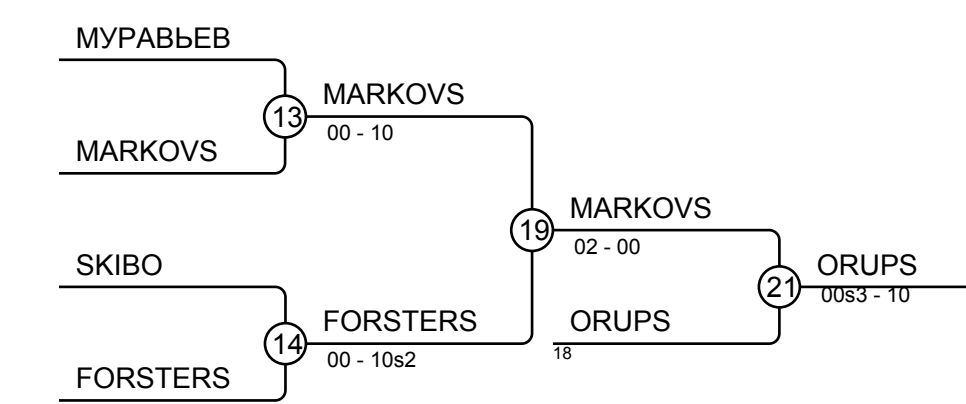 МУРАВЬЕВ
13
MARKOVS
00 - 10
MARKOVS
19
MARKOVS
02 - 00
SKIBO
14
FORSTERS
00 - 10s2
FORSTERS
ORUPS
18
21
ORUPS
00s3 - 10